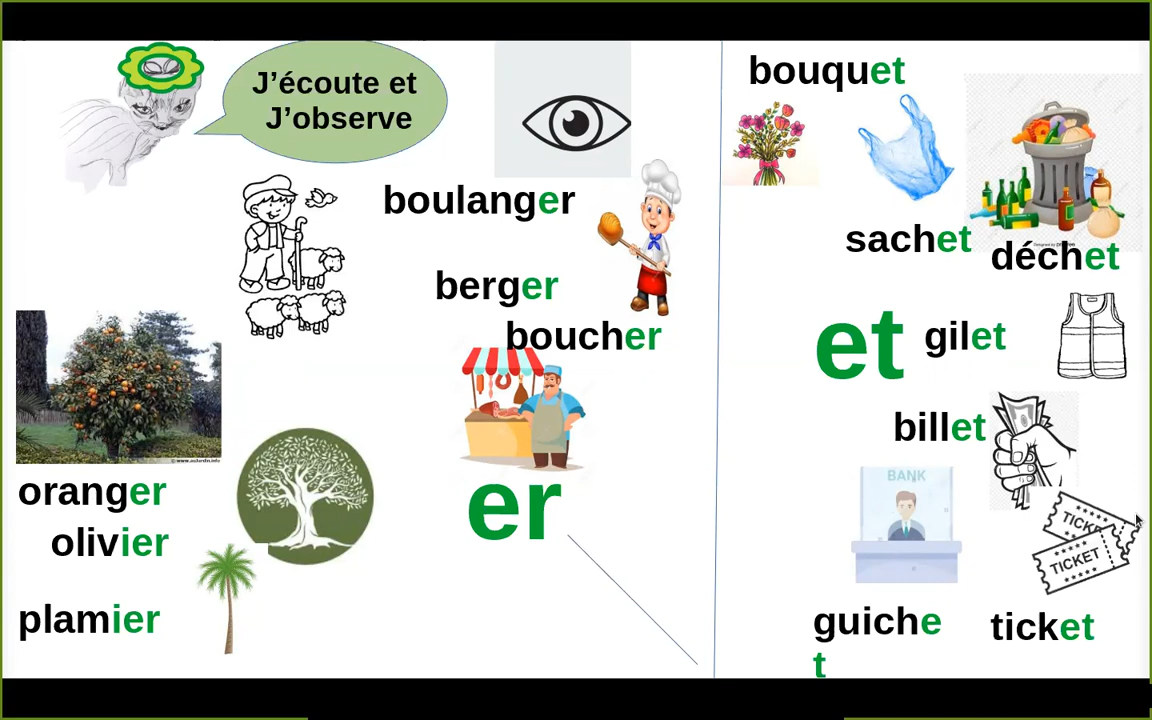 J’écoute et
J’observe
boulanger
berger
boucher
oranger
olivier
plamier
er
bouquet
sachet
déchet
et
gilet
billet
BANK
TICKET
TICKET
guiche
t
ticket